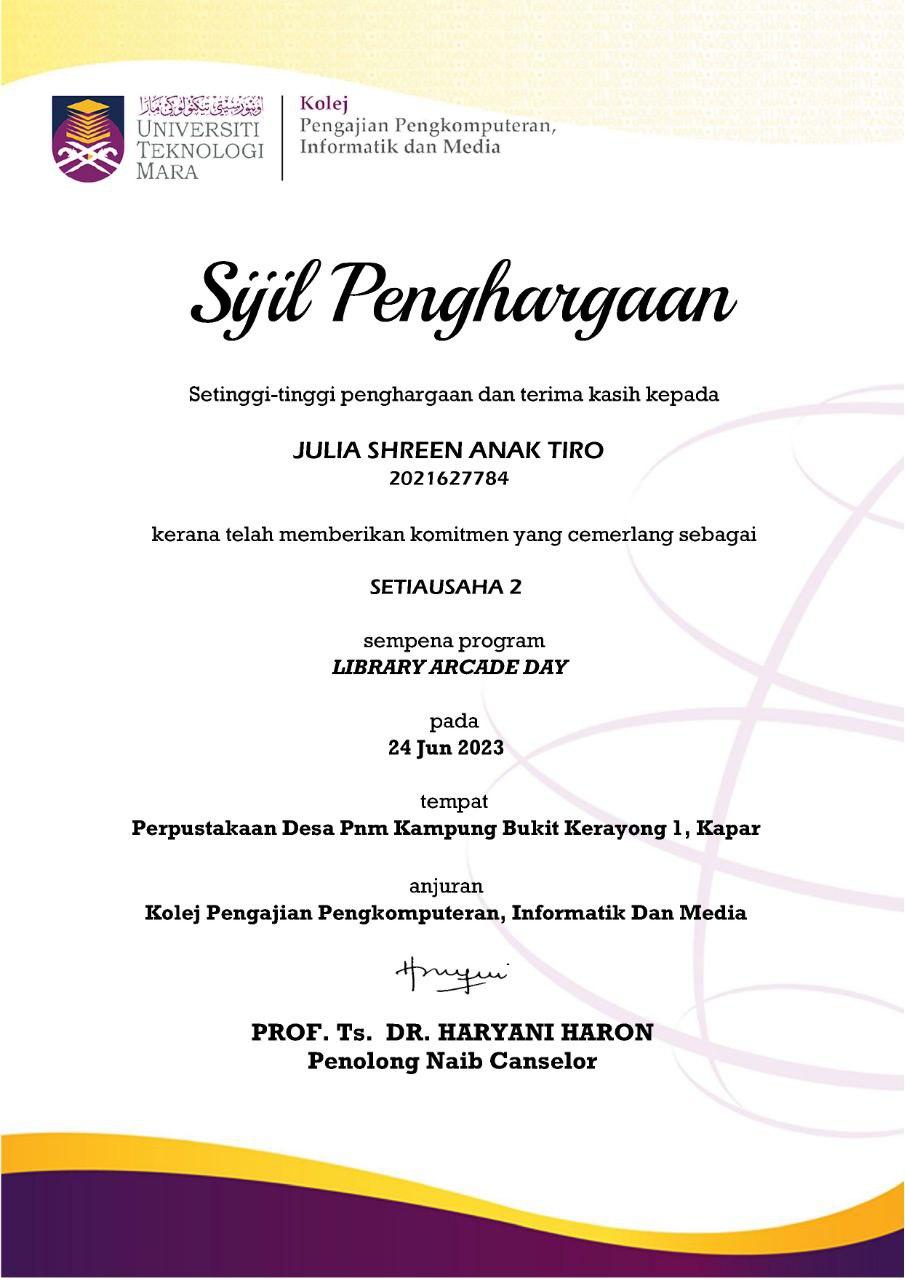 اونيۏرسيتي تيكنولوݢي مارا
UNIVERSITI
TEKNOLOGI
MARA
Kolej
Pengajian Pengkomputeran,
Informatik dan Media
Sijil Penghargaan
Setinggi-tinggi penghargaan dan terima kasih kepada
JULIA SHREEN ANAK TIRO
2021627784
kerana telah memberikan komitmen yang cemerlang sebagai
SETIAUSAHA 2
sempena program
LIBRARY ARCADE DAY
pada
24 Jun 2023
tempat
Perpustakaan Desa Pnm Kampung Bukit Kerayong 1, Kapar
anjuran
Kolej Pengajian Pengkomputeran, Informatik Dan Media
PROF. Ts. DR. HARYANI HARON
Penolong Naib Canselor